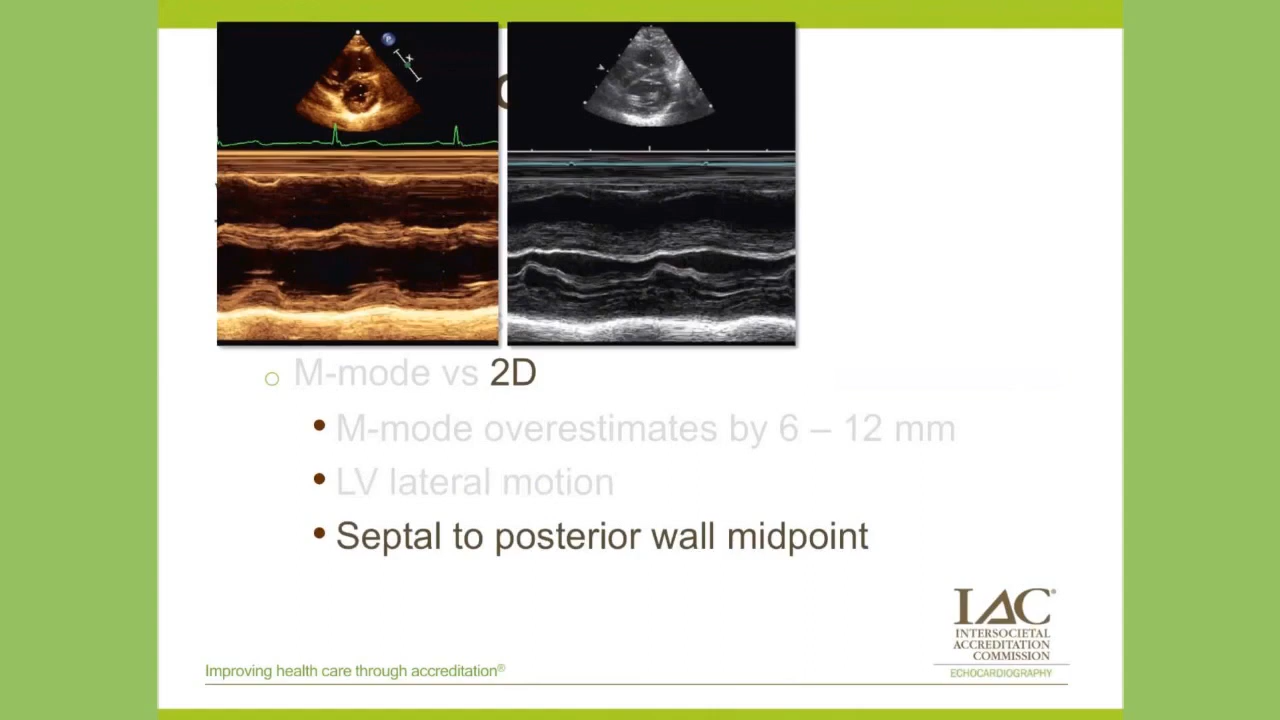 M-mode vs 2D
M-mode overestimates by 6 – 12 mm
LV lateral motion
Septal to posterior wall midpoint
IAC®
INTERSOCIETAL
ACCREDITATION
COMMISSION
ECHOCARDIOGRAPHY
Improving health care through accreditation®